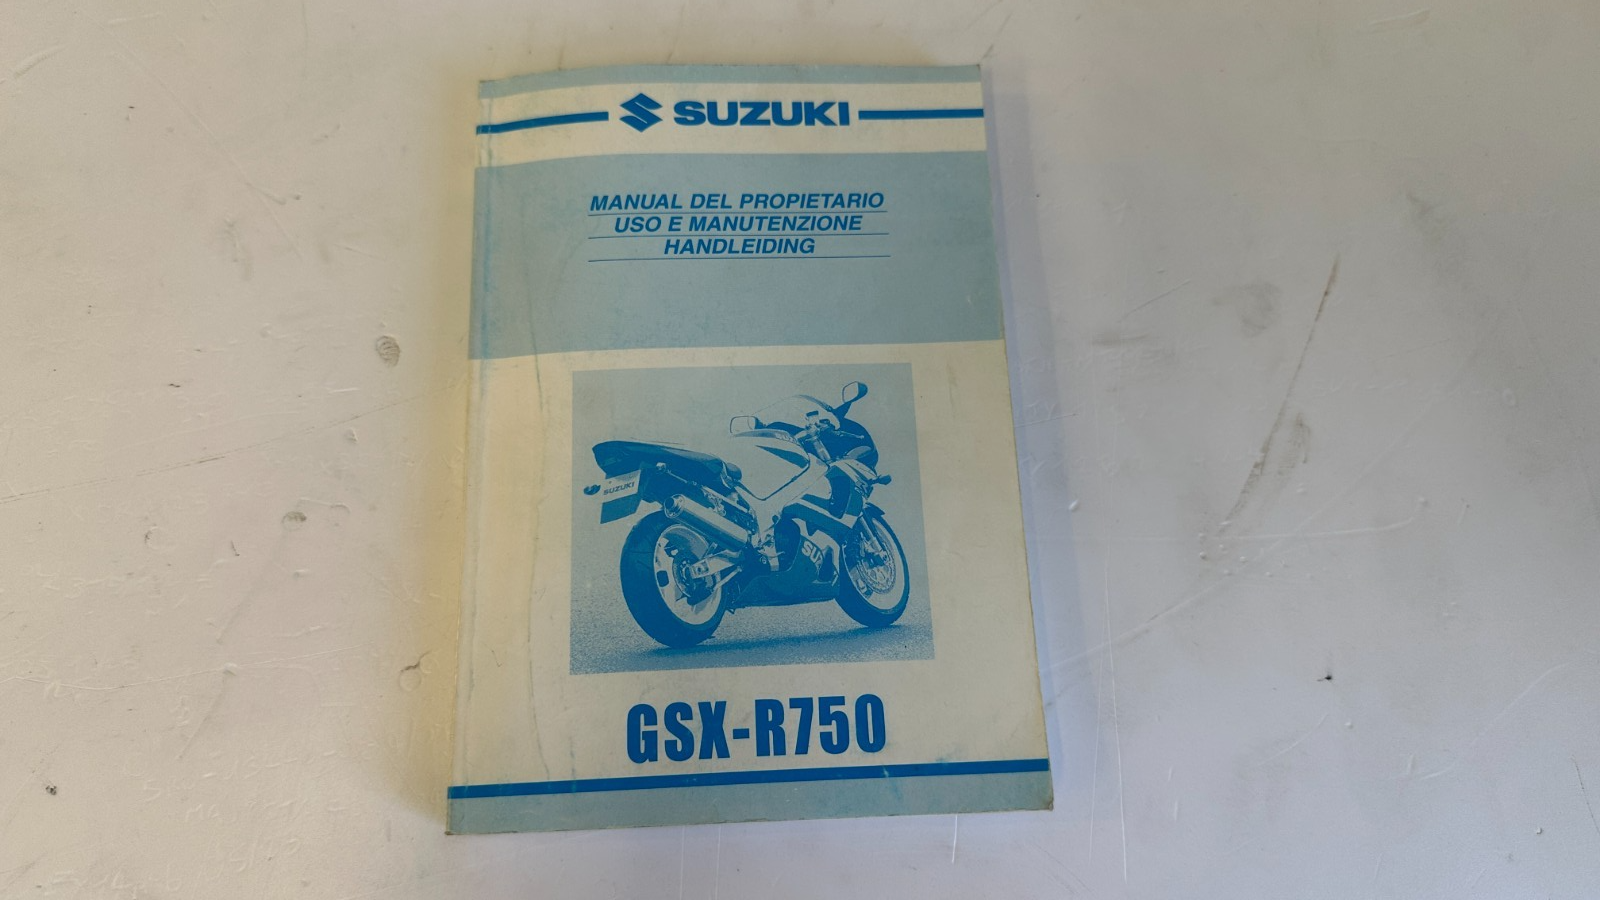 SUZUKI
MANUAL DEL PROPIETARIO
USO E MANUTENZIONE
HANDLEIDING
SUZUKI
GSX-R750